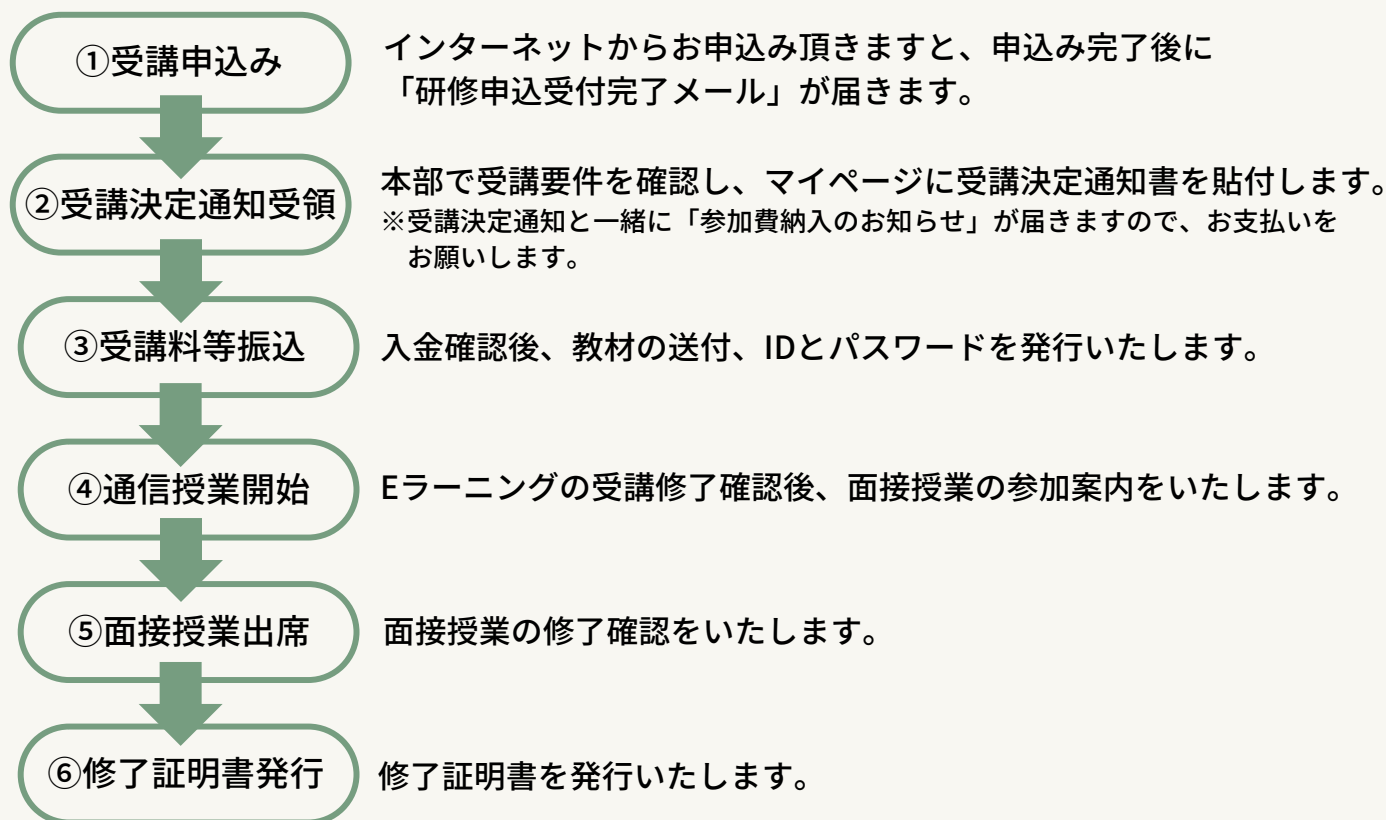 ①受講申込み
インターネットからお申込み頂きますと、申込み完了後に
「研修申込受付完了メール」が届きます。
②受講決定通知受領
本部で受講要件を確認し、マイページに受講決定通知書を貼付します。
※受講決定通知と一緒に「参加費納入のお知らせ」が届きますので、お支払いを
お願いします。
③受講料等振込
入金確認後、教材の送付、IDとパスワードを発行いたします。
④通信授業開始
Eラーニングの受講修了確認後、面接授業の参加案内をいたします。
⑤面接授業出席
面接授業の修了確認をいたします。
⑥修了証明書発行
修了証明書を発行いたします。